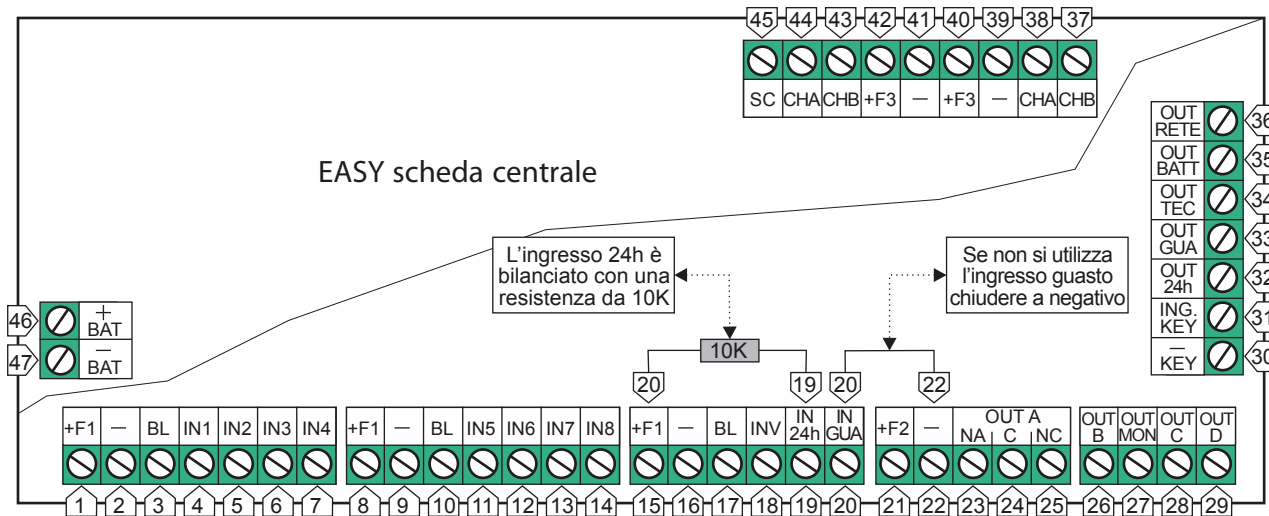 45 44 43 42 41 40 39 38 37
SC CHA CHB +F3 — +F3 — CHA CHB
EASY scheda centrale
OUT
RETE
36
OUT
BATT
35
OUT
TEC
34
OUT
GUA
33
OUT
24h
32
ING.
KEY
31
—
KEY
30
L'ingresso 24h è
bilanciato con una
resistenza da 10K
Se non si utilizza
l'ingresso guasto
chiudere a negativo
46
+
BAT
47
—
BAT
10K
20 19 20 22
+F1 — BL IN1 IN2 IN3 IN4
+F1 — BL IN5 IN6 IN7 IN8
+F1 — BL INV
IN
24h
IN
GUA
+F2 —
OUT A
NA C NC
OUT
B
OUT
MON
OUT
C
OUT
D
1 2 3 4 5 6 7 8 9 10 11 12 13 14 15 16 17 18 19 20 21 22 23 24 25 26 27 28 29